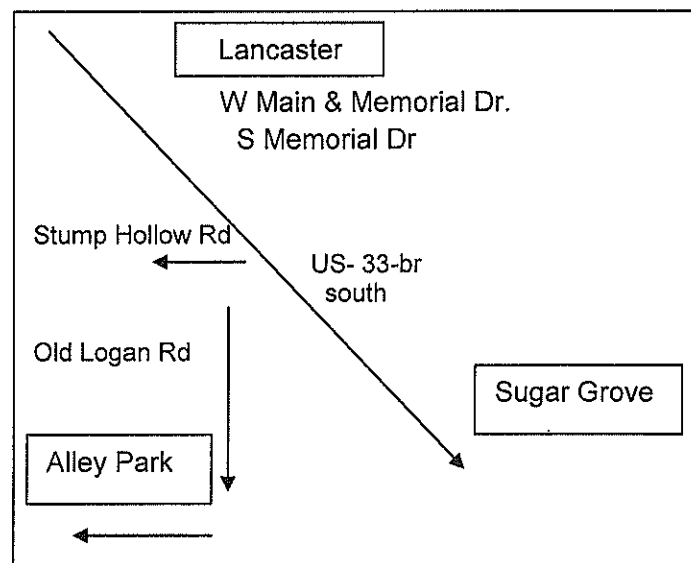 Lancaster
W Main & Memorial Dr.
S Memorial Dr
Stump Hollow Rd
US- 33-br
south
Old Logan Rd
Sugar Grove
Alley Park